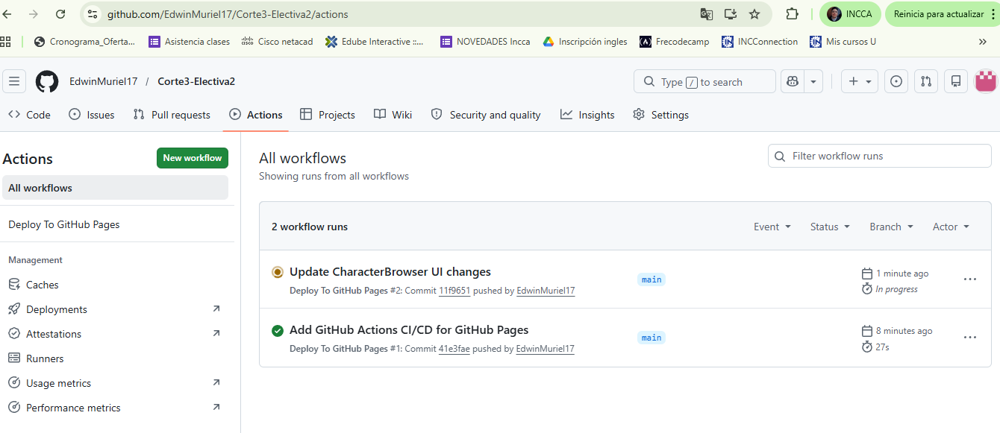 github.com/EdwinMuriel17/Corte3-Electiva2/actions
INCCA
Reinicia para actualizar
Cronograma_Oferta...
Asistencia clases
Cisco netacad
Edube Interactive ::...
NOVEDADES Incca
Inscripción ingles
Freecodecamp
INCConnection
Mis cursos U
EdwinMuriel17 / Corte3-Electiva2
Type / to search
Code
Issues
Pull requests
Actions
Projects
Wiki
Security and quality
Insights
Settings
Actions
New workflow
All workflows
Deploy To GitHub Pages
Management
Caches
Deployments
Attestations
Runners
Usage metrics
Performance metrics
All workflows
Showing runs from all workflows
Filter workflow runs
2 workflow runs
Event
Status
Branch
Actor
Update CharacterBrowser UI changes
Deploy To GitHub Pages #2: Commit 11f9651 pushed by EdwinMuriel17
main
1 minute ago
In progress
Add GitHub Actions CI/CD for GitHub Pages
Deploy To GitHub Pages #1: Commit 41e3fae pushed by EdwinMuriel17
main
8 minutes ago
27s